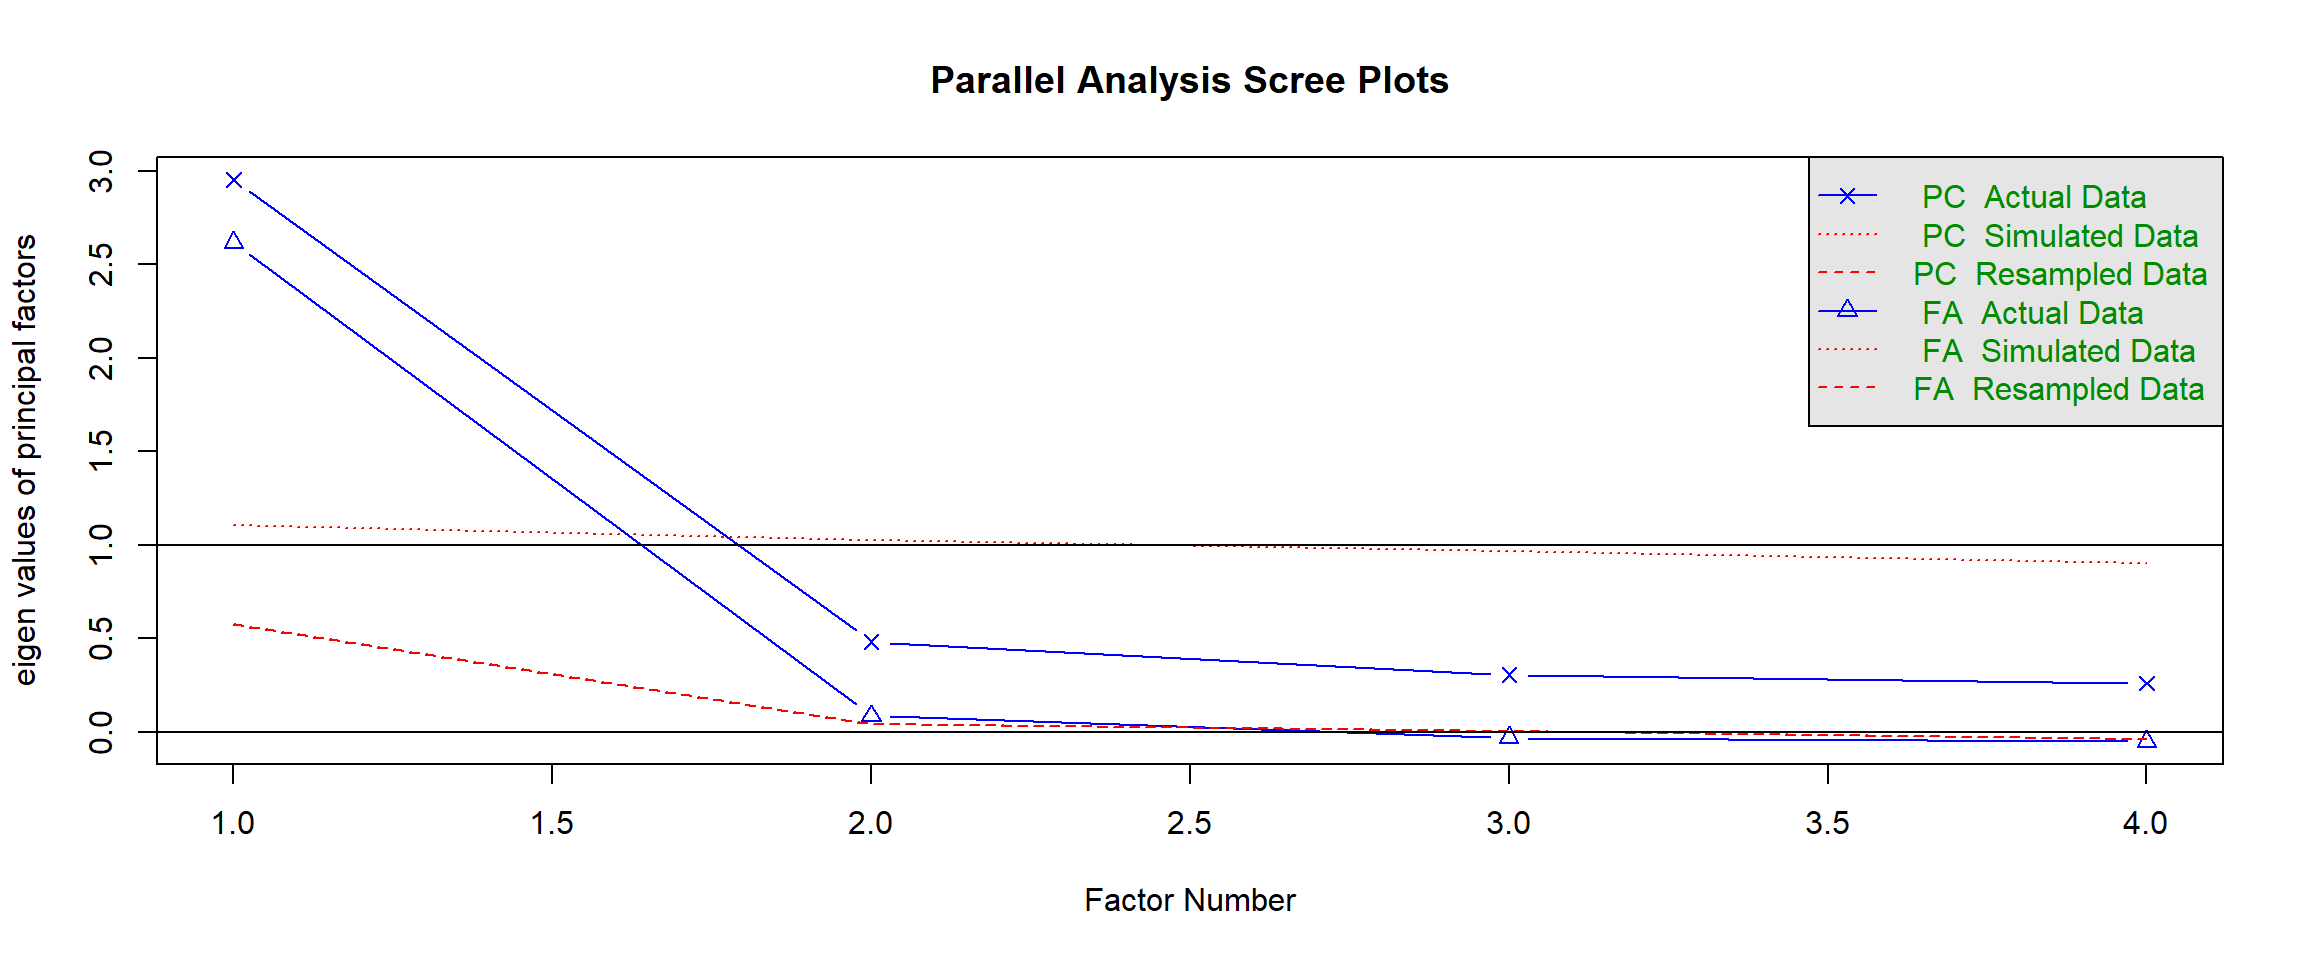 Parallel Analysis Scree Plots
eigen values of principal factors
3.0
2.5
2.0
1.5
1.0
0.5
0.0
PC Actual Data
PC Simulated Data
PC Resampled Data
FA Actual Data
FA Simulated Data
FA Resampled Data
1.0 1.5 2.0 2.5 3.0 3.5 4.0
Factor Number